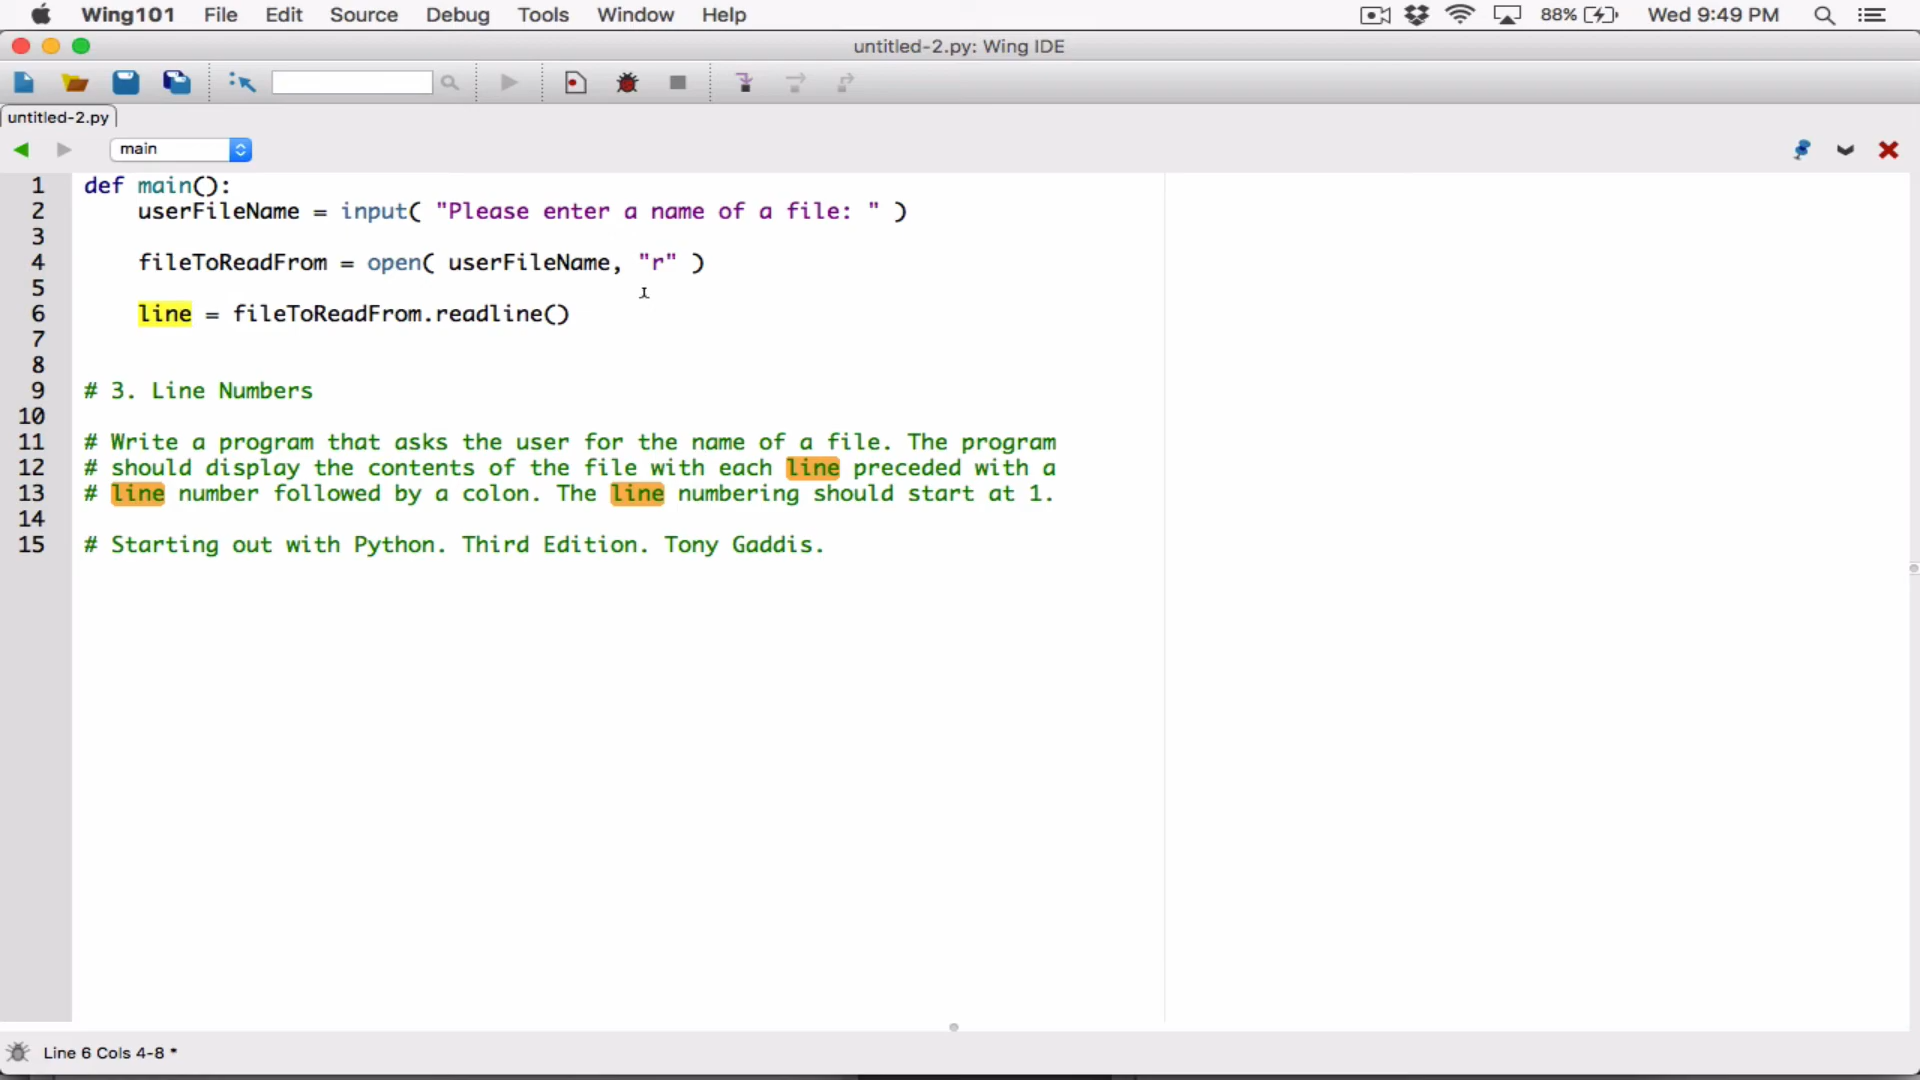 Wing101 File Edit Source Debug Tools Window Help 88% Wed 9:49 PM
untitled-2.py: Wing IDE
untitled-2.py
main
1 def main():
2 userFileName = input( "Please enter a name of a file: " )
3
4 fileToReadFrom = open( userFileName, "r" )
5
6 line = fileToReadFrom.readline()
7
8
9 # 3. Line Numbers
10
11 # Write a program that asks the user for the name of a file. The program
12 # should display the contents of the file with each line preceded with a
13 # line number followed by a colon. The line numbering should start at 1.
14
15 # Starting out with Python. Third Edition. Tony Gaddis.
Line 6 Cols 4-8 *